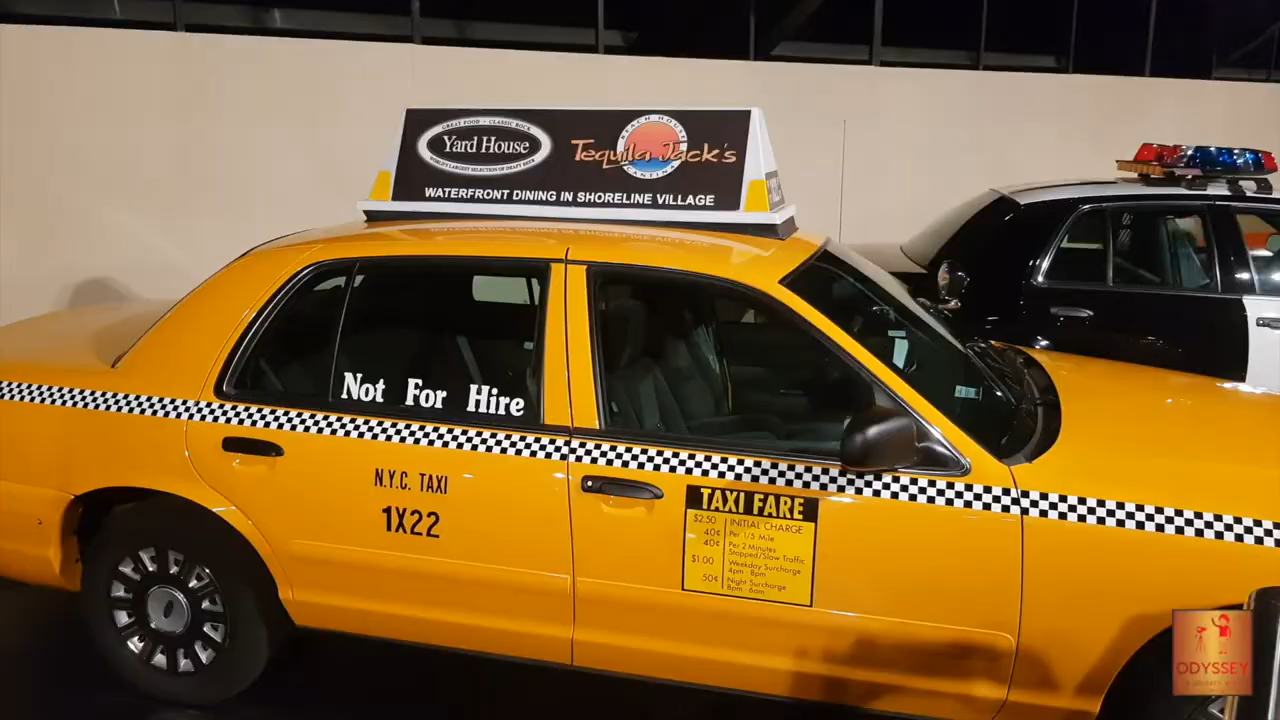 GREAT FOOD • CLASSIC ROCK
Yard House
WORLD'S LARGEST SELECTION OF DRAFT BEER
BEACH HOUSE
Tequila Jack's
CANTINA
WATERFRONT DINING IN SHORELINE VILLAGE
Not For Hire
N.Y.C. TAXI
1X22
TAXI FARE
$2.50 INITIAL CHARGE
40¢ Per 1/5 Mile
40¢ Per 2 Minutes
Stopped/Slow Traffic
$1.00 Weekday Surcharge
4pm - 8pm
50¢ Night Surcharge
8pm - 6am
ODYSSEY